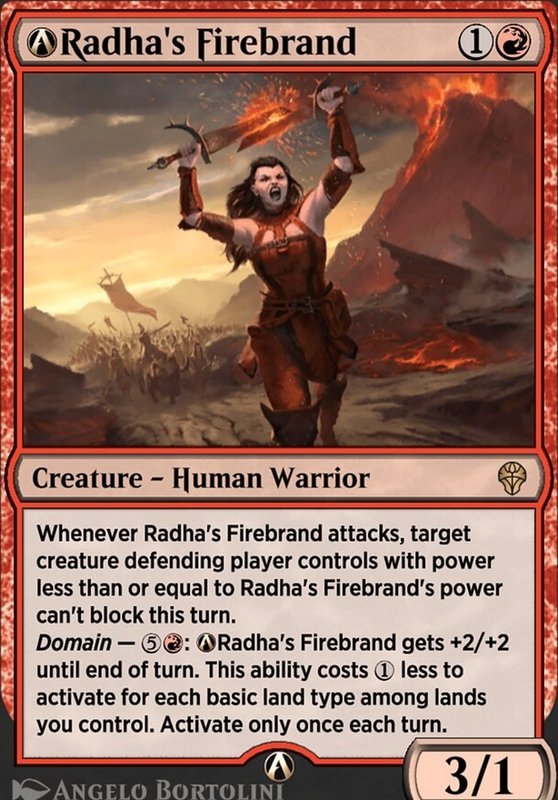 Radha's Firebrand 1
Creature – Human Warrior
Whenever Radha's Firebrand attacks, target
creature defending player controls with power
less than or equal to Radha's Firebrand's power
can't block this turn.
Domain — 5: Radha's Firebrand gets +2/+2
until end of turn. This ability costs 1 less to
activate for each basic land type among lands
you control. Activate only once each turn.
3/1
Angelo Bortolini